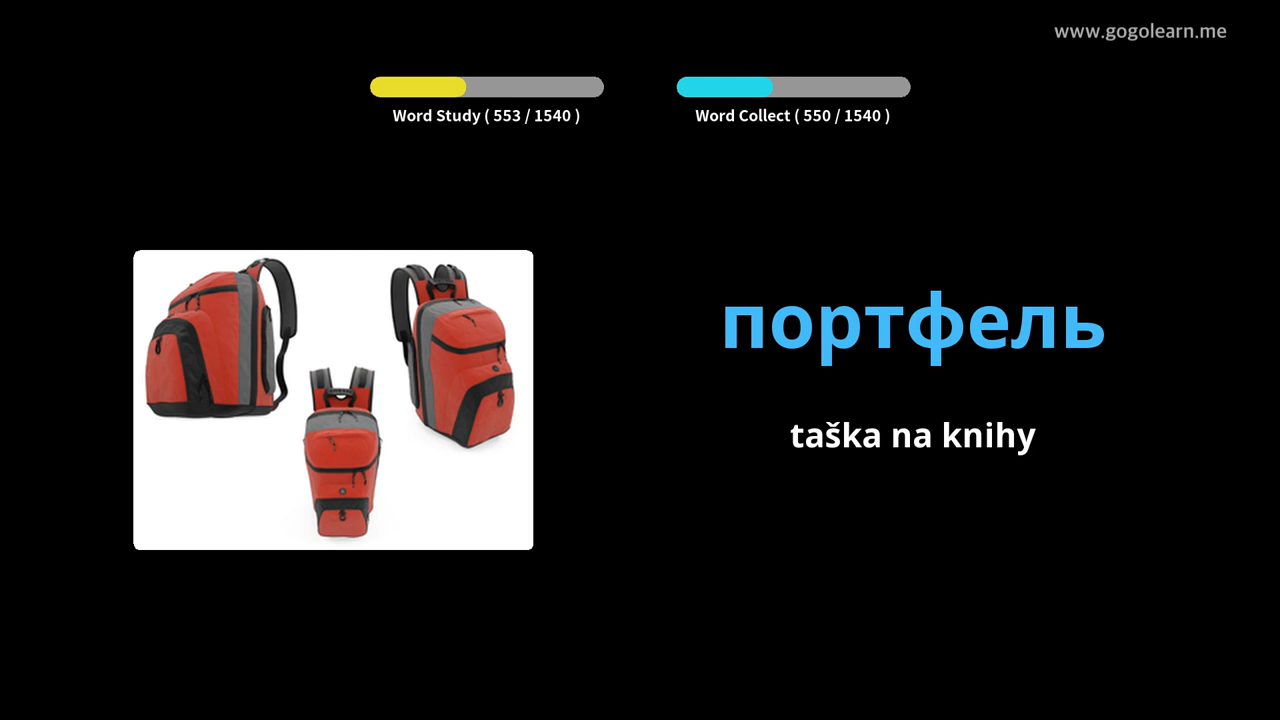 www.gogolearn.me
Word Study ( 553 / 1540 )
Word Collect ( 550 / 1540 )
портфель
taška na knihy